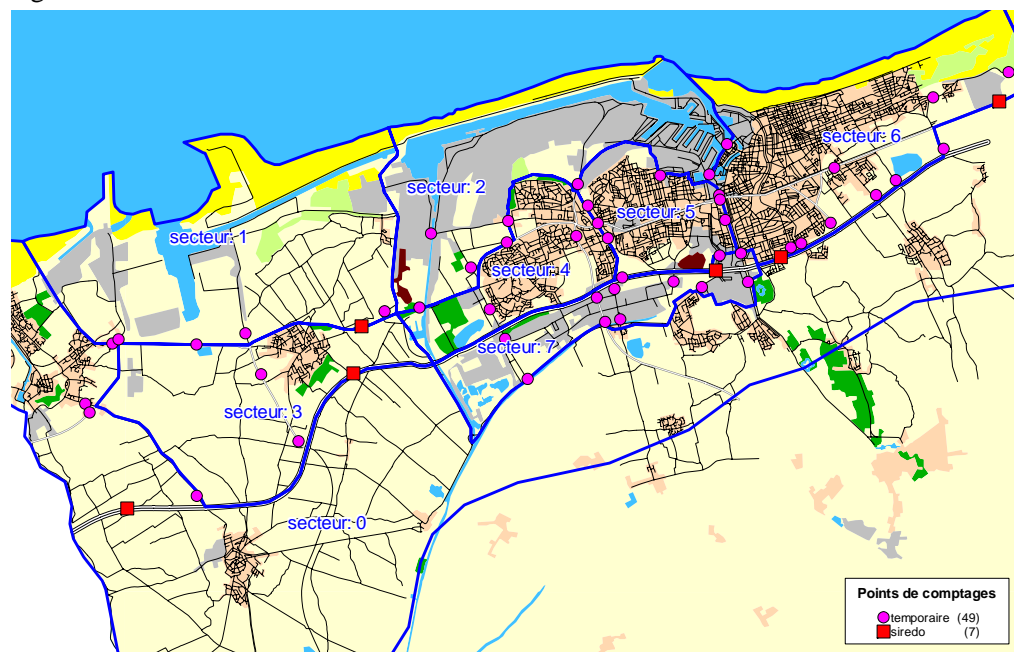 secteur: 6
secteur: 2
secteur: 5
secteur: 1
secteur: 4
secteur: 7
secteur: 3
secteur: 0
Points de comptages
temporaire (49)
siredo (7)